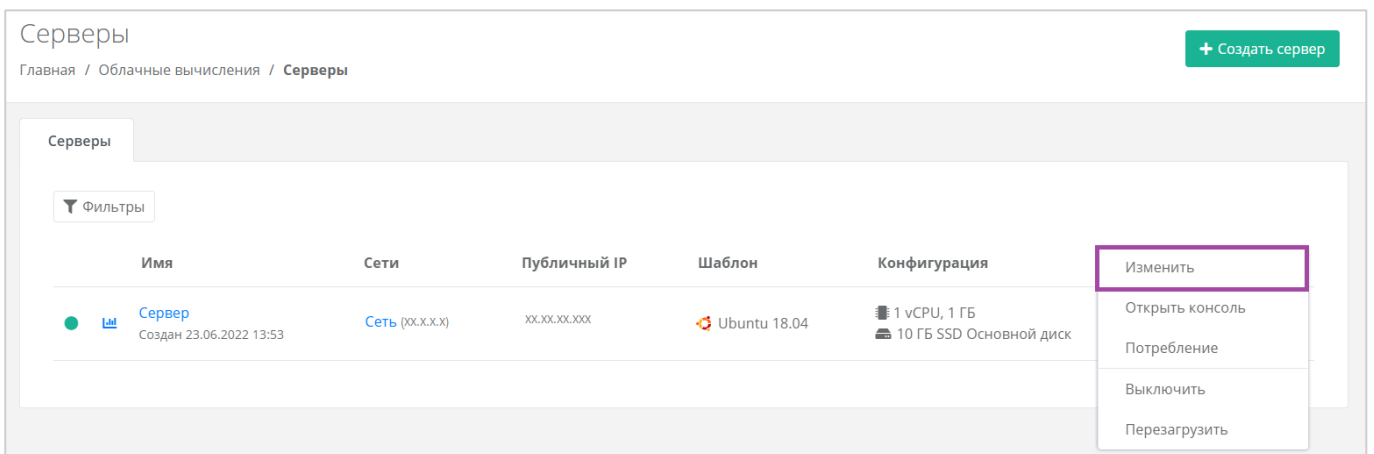 Серверы
+ Создать сервер
Главная / Облачные вычисления / Серверы
Серверы
Фильтры
Имя Сети Публичный IP Шаблон Конфигурация
Сервер
Создан 23.06.2022 13:53
Сеть (XX.X.X.X)
XX.XX.XX.XXX
Ubuntu 18.04
1 vCPU, 1 ГБ
10 ГБ SSD Основной диск
Изменить
Открыть консоль
Потребление
Выключить
Перезагрузить